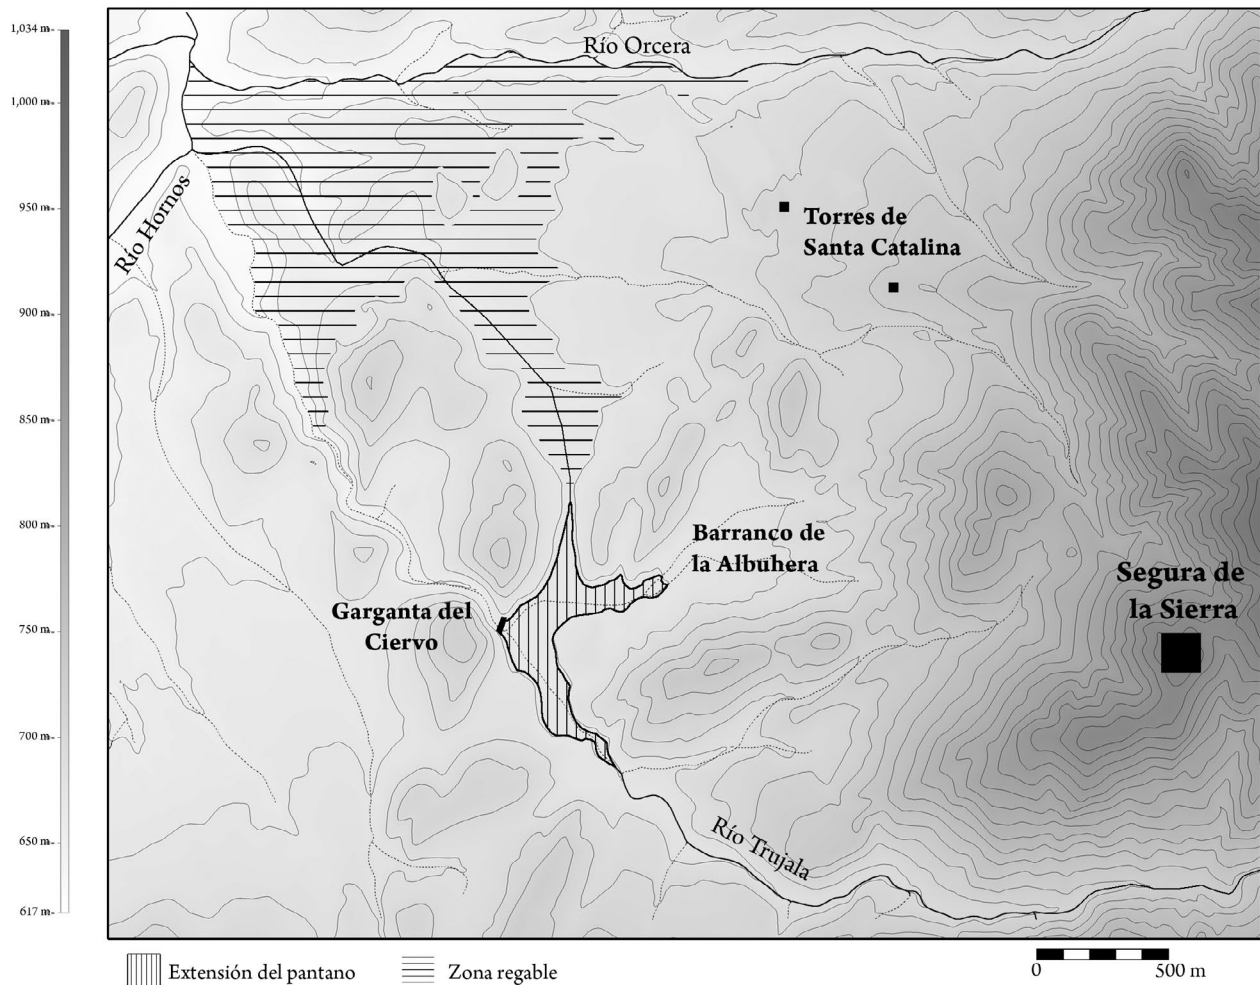 1,034 m
1,000 m
950 m
900 m
850 m
800 m
750 m
700 m
650 m
617 m
Río Orcera
Río Hornos
Torres de
Santa Catalina
Barranco de
la Albuhera
Segura de
la Sierra
Garganta del
Ciervo
Río Trujala
Extensión del pantano
Zona regable
0
500 m